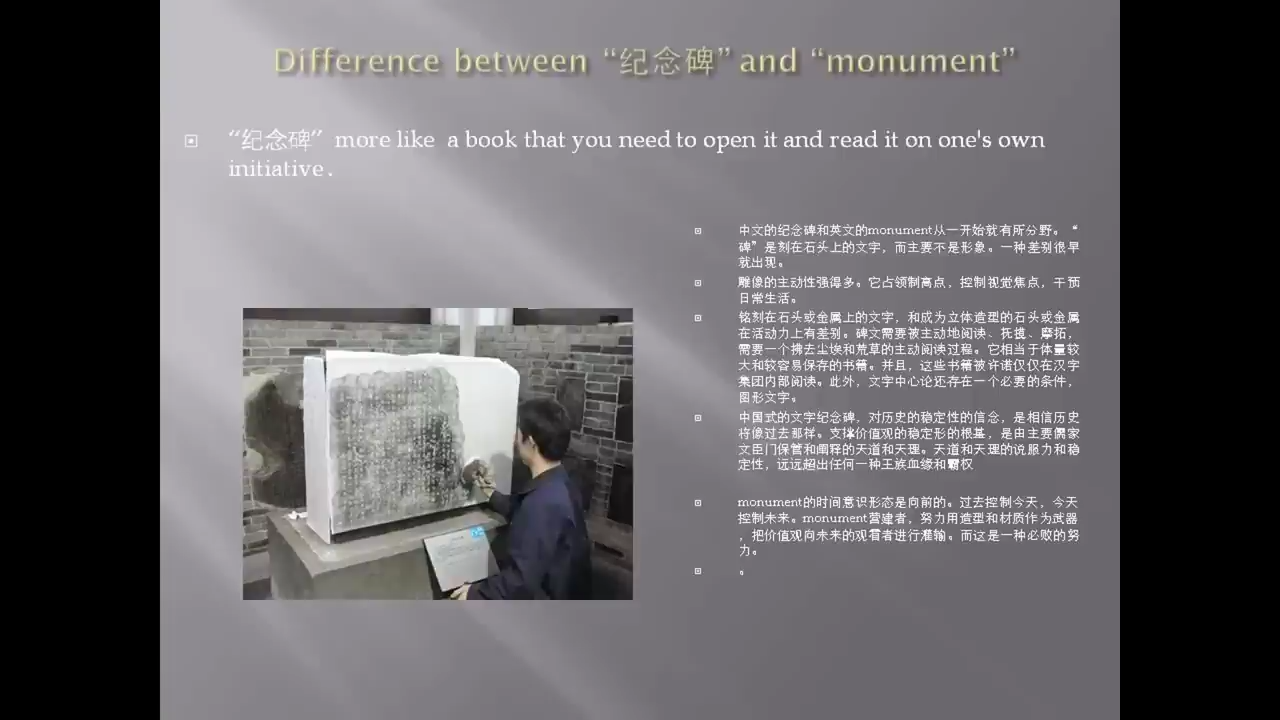 Difference between “纪念碑” and “monument”
“纪念碑” more like a book that you need to open it and read it on one's own
initiative.
中文的纪念碑和英文的monument从一开始就有所分野。“
碑”是刻在石头上的文字，而主要不是形象。一种差别很早
就出现。
雕像的主动性强得多。它占领制高点，控制视觉焦点，干预
日常生活。
铭刻在石头或金属上的文字，和成为立体造型的石头或金属
在活动力上有差别。碑文需要被主动地阅读、抚摸、摩拓，
需要一个拂去尘埃和荒草的主动阅读过程。它相当于体量较
大和较容易保存的书籍。并且，这些书籍被许诺仅仅在汉字
集团内部阅读。此外，文字中心论还存在一个必要的条件，
图形文字。
中国式的文字纪念碑，对历史的稳定性的信念，是相信历史
将像过去那样。支撑价值观的稳定形的根基，是由主要儒家
文臣门保管和阐释的天道和天理。天道和天理的说愿力和稳
定性，远远超出任何一种王族血缘和霸权
monument的时间意识形态是向前的。过去控制今天，今天
控制未来。monument营建者，努力用造型和材质作为武器
，把价值观向未来的观看者进行灌输。而这是一种必败的努
力。
。